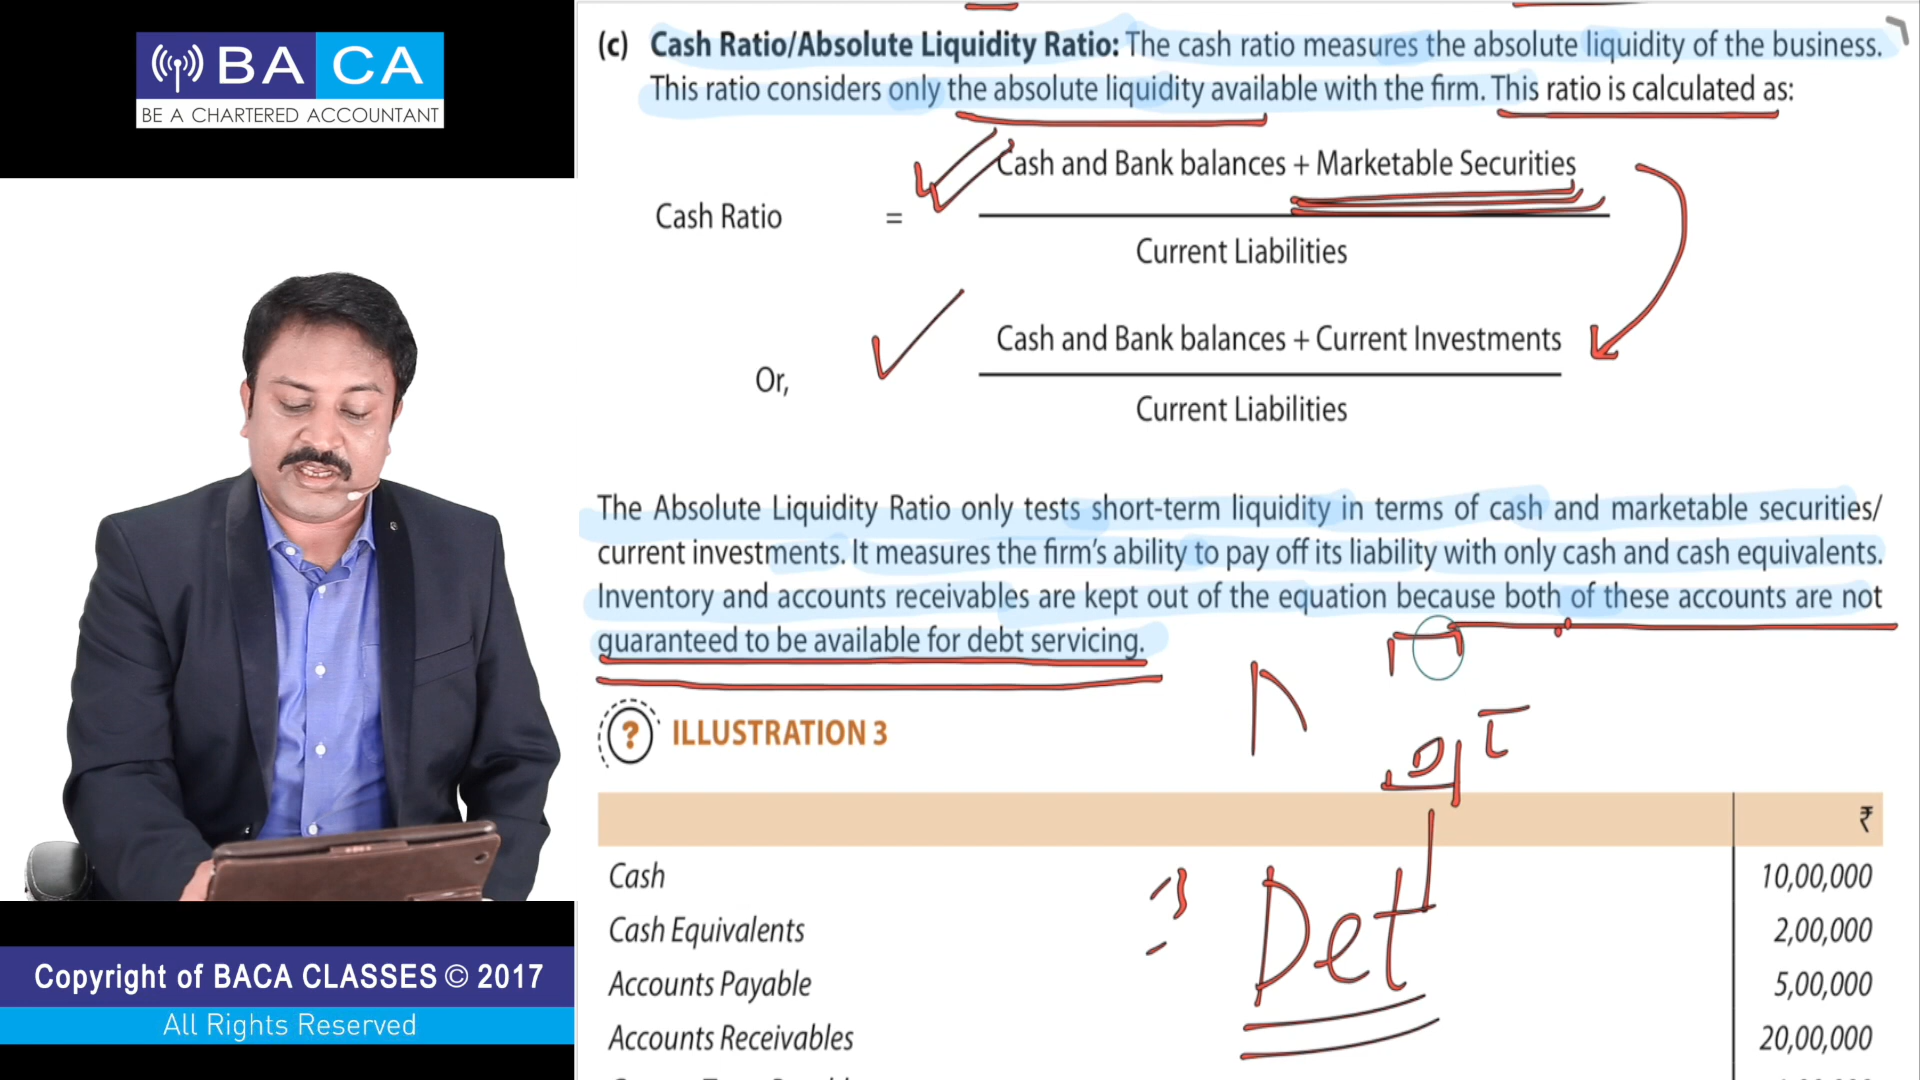 BA CA
BE A CHARTERED ACCOUNTANT
(c) Cash Ratio/Absolute Liquidity Ratio: The cash ratio measures the absolute liquidity of the business.
This ratio considers only the absolute liquidity available with the firm. This ratio is calculated as:
Cash and Bank balances + Marketable Securities
Cash Ratio =
Current Liabilities
Cash and Bank balances + Current Investments
Or,
Current Liabilities
The Absolute Liquidity Ratio only tests short-term liquidity in terms of cash and marketable securities/
current investments. It measures the firm's ability to pay off its liability with only cash and cash equivalents.
Inventory and accounts receivables are kept out of the equation because both of these accounts are not
guaranteed to be available for debt servicing.
? ILLUSTRATION 3
₹
Cash 10,00,000
Cash Equivalents 2,00,000
Accounts Payable 5,00,000
Accounts Receivables 20,00,000
Det
Copyright of BACA CLASSES © 2017
All Rights Reserved